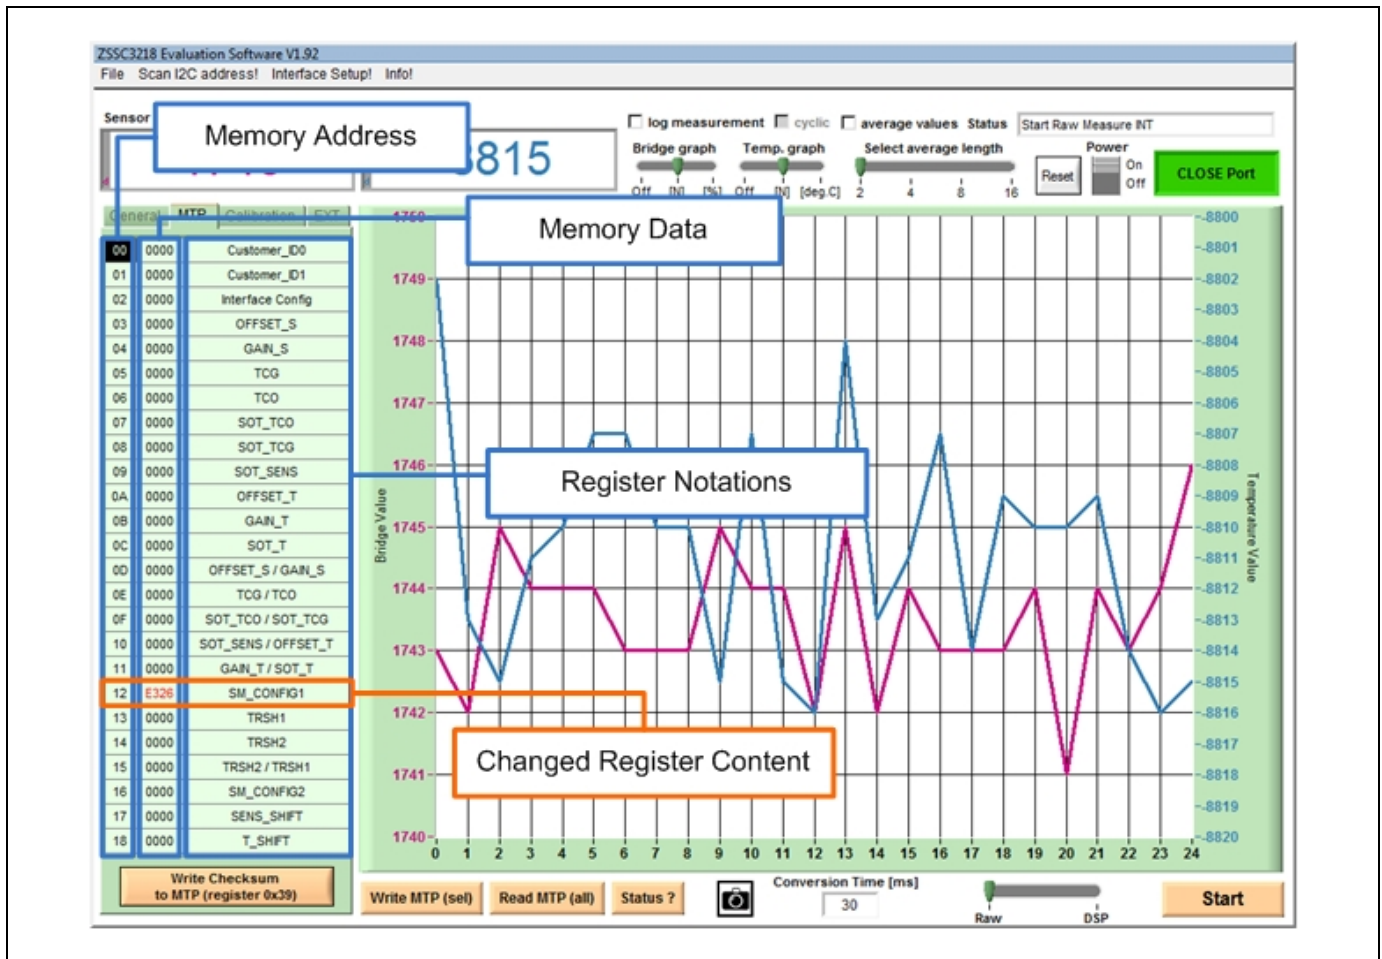 ZSSC3218 Evaluation Software V1.92
File Scan I2C address! Interface Setup! Info!
Sensor
Memory Address
8815
log measurement cyclic average values Status Start Raw Measure INT
Bridge graph Temp. graph Select average length Power
Off [N] [%] Off [N] [deg.C] 2 4 8 16
Reset
On
Off
CLOSE Port
General MTP Calibration EXT
Memory Data
00 0000 Customer_ID0
01 0000 Customer_ID1
02 0000 Interface Config
03 0000 OFFSET_S
04 0000 GAIN_S
05 0000 TCG
06 0000 TCO
07 0000 SOT_TCO
08 0000 SOT_TCG
09 0000 SOT_SENS
0A 0000 OFFSET_T
0B 0000 GAIN_T
0C 0000 SOT_T
0D 0000 OFFSET_S / GAIN_S
0E 0000 TCG / TCO
0F 0000 SOT_TCO / SOT_TCG
10 0000 SOT_SENS / OFFSET_T
11 0000 GAIN_T / SOT_T
12 E326 SM_CONFIG1
13 0000 TRSH1
14 0000 TRSH2
15 0000 TRSH2 / TRSH1
16 0000 SM_CONFIG2
17 0000 SENS_SHIFT
18 0000 T_SHIFT
Write Checksum
to MTP (register 0x39)
1750
1749
1748
1747
1746
1745
1744
1743
1742
1741
1740
Bridge Value
Register Notations
Changed Register Content
-8800
-8801
-8802
-8803
-8804
-8805
-8806
-8807
-8808
-8809
-8810
-8811
-8812
-8813
-8814
-8815
-8816
-8817
-8818
-8819
-8820
Temperature Value
0 1 2 3 4 5 6 7 8 9 10 11 12 13 14 15 16 17 18 19 20 21 22 23 24
Write MTP (sel) Read MTP (all) Status ?
Conversion Time [ms]
30
Raw DSP
Start